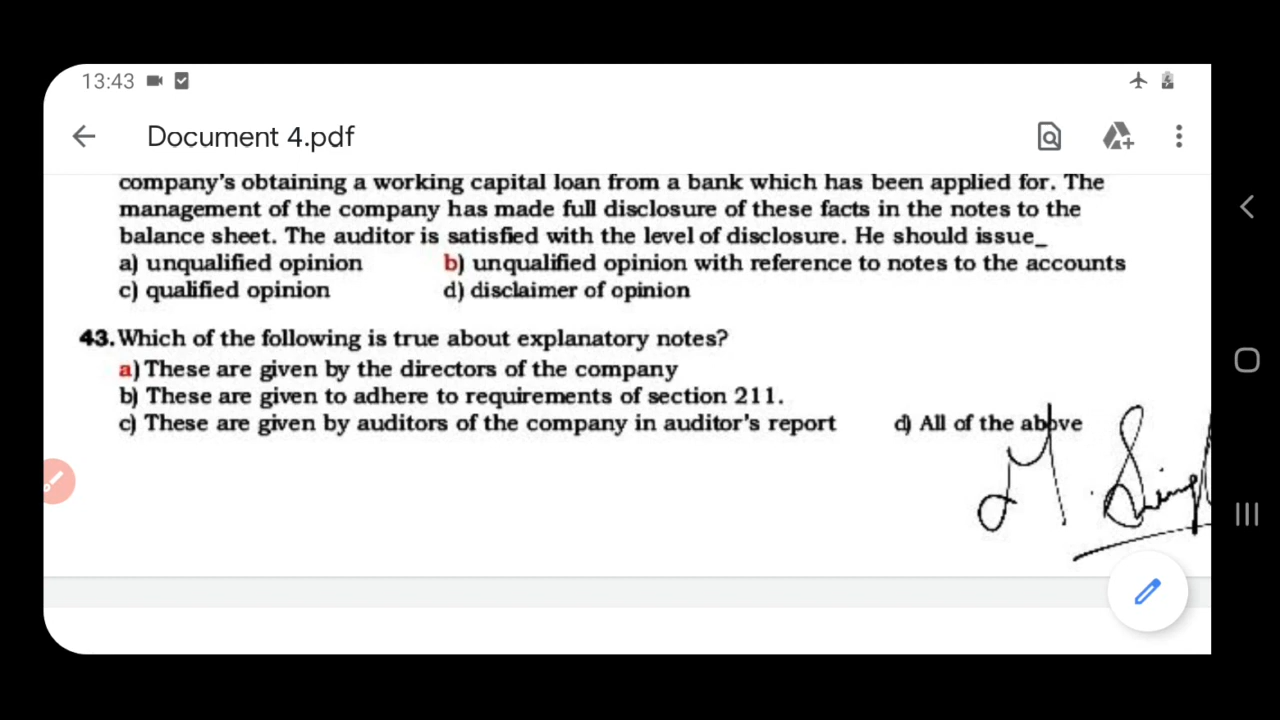 13:43
Document 4.pdf
company's obtaining a working capital loan from a bank which has been applied for. The
management of the company has made full disclosure of these facts in the notes to the
balance sheet. The auditor is satisfied with the level of disclosure. He should issue_
a) unqualified opinion b) unqualified opinion with reference to notes to the accounts
c) qualified opinion d) disclaimer of opinion
43. Which of the following is true about explanatory notes?
a) These are given by the directors of the company
b) These are given to adhere to requirements of section 211.
c) These are given by auditors of the company in auditor's report d) All of the above